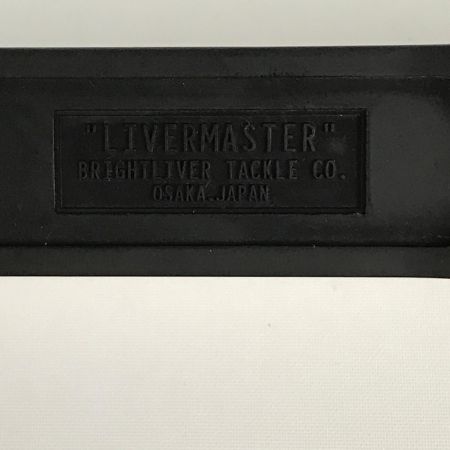 "LIVERMASTER"
BRIGHTLIVER TACKLE CO.
OSAKA.JAPAN